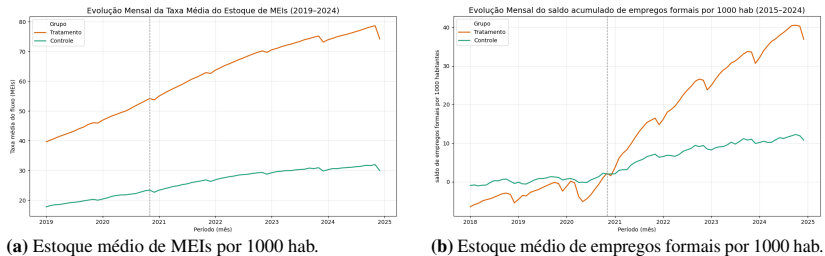 Evolução Mensal da Taxa Média do Estoque de MEIs (2019–2024)
Grupo
Tratamento
Controle
Taxa média do fluxo (MEIs)
80
70
60
50
40
30
20
2019 2020 2021 2022 2023 2024 2025
Período (mês)
(a) Estoque médio de MEIs por 1000 hab.
Evolução Mensal do saldo acumulado de empregos formais por 1000 hab (2015–2024)
Grupo
Tratamento
Controle
saldo de empregos formais por 1000 habitantes
40
30
20
10
0
2018 2019 2020 2021 2022 2023 2024 2025
Período (mês)
(b) Estoque médio de empregos formais por 1000 hab.